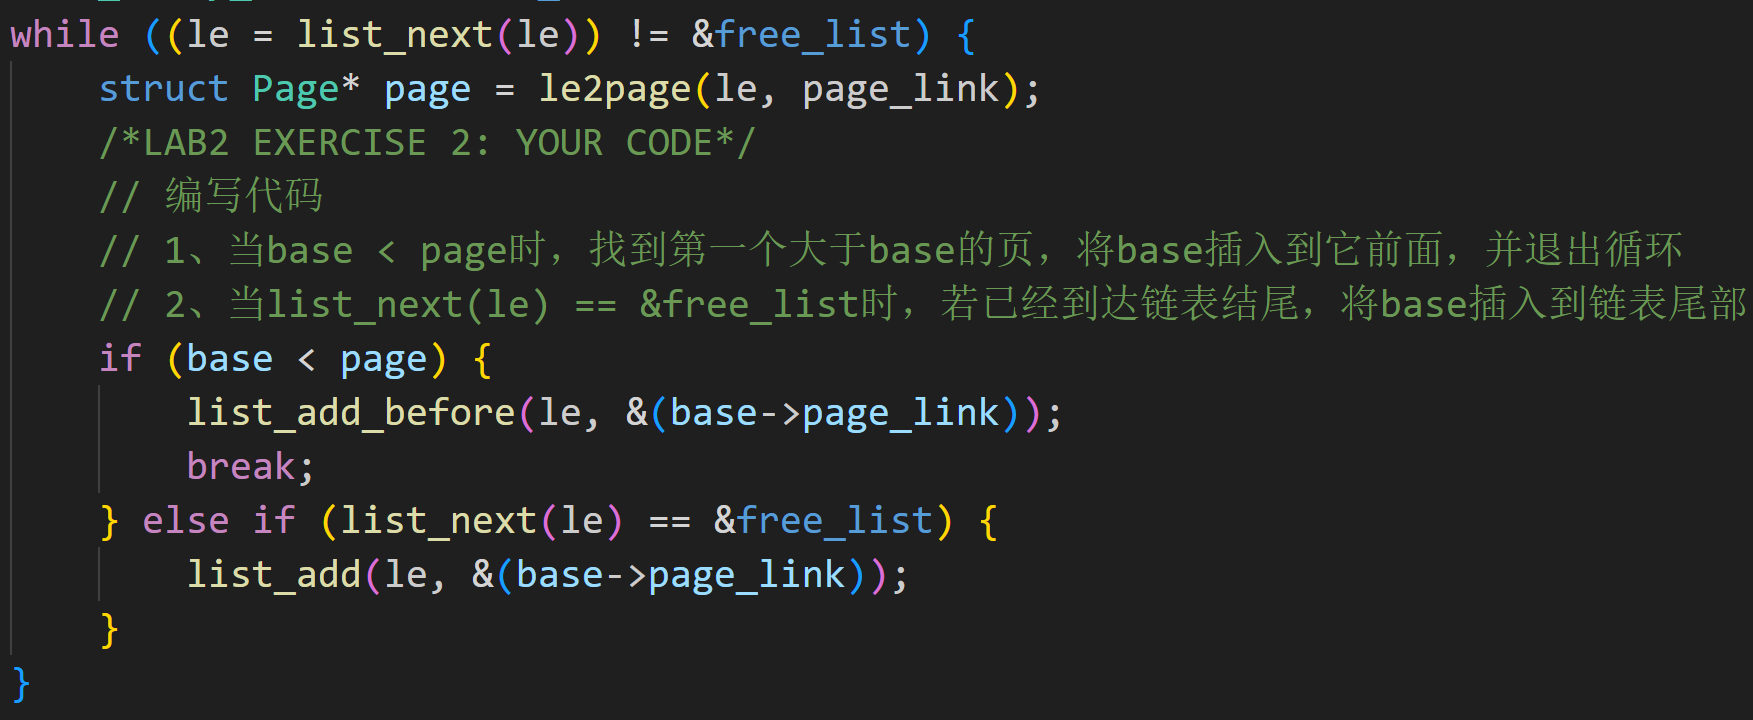 while ((le = list_next(le)) != &free_list) {
struct Page* page = le2page(le, page_link);
/*LAB2 EXERCISE 2: YOUR CODE*/
// 编写代码
// 1、当base < page时，找到第一个大于base的页，将base插入到它前面，并退出循环
// 2、当list_next(le) == &free_list时，若已经到达链表结尾，将base插入到链表尾部
if (base < page) {
list_add_before(le, &(base->page_link));
break;
} else if (list_next(le) == &free_list) {
list_add(le, &(base->page_link));
}
}